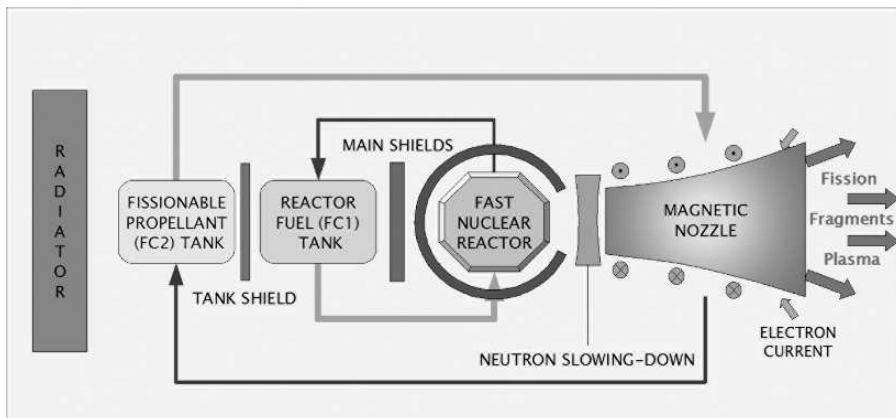 RADIATOR
FISSIONABLE
PROPELLANT
(FC2) TANK
TANK SHIELD
REACTOR
FUEL (FC1)
TANK
MAIN SHIELDS
FAST
NUCLEAR
REACTOR
NEUTRON SLOWING-DOWN
MAGNETIC
NOZZLE
Fission
Fragments
Plasma
ELECTRON
CURRENT